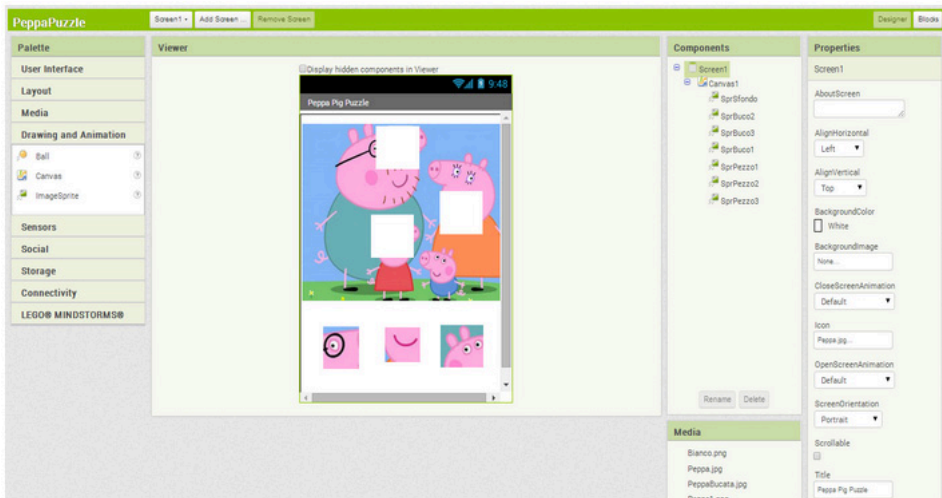 PeppaPuzzle
Screen1
Add Screen ...
Remove Screen
Designer
Blocks
Palette
User Interface
Layout
Media
Drawing and Animation
Ball
Canvas
ImageSprite
Sensors
Social
Storage
Connectivity
LEGO® MINDSTORMS®
Viewer
Display hidden components in Viewer
9:48
Peppa Pig Puzzle
Components
Screen1
Canvas1
SprSfondo
SprBuco2
SprBuco3
SprBuco1
SprPezzo1
SprPezzo2
SprPezzo3
Rename
Delete
Media
Bianco.png
Peppa.jpg
PeppaBucata.jpg
Properties
Screen1
AboutScreen
AlignHorizontal
Left
AlignVertical
Top
BackgroundColor
White
BackgroundImage
None...
CloseScreenAnimation
Default
Icon
Peppa.jpg...
OpenScreenAnimation
Default
ScreenOrientation
Portrait
Scrollable
Title
Peppa Pig Puzzle